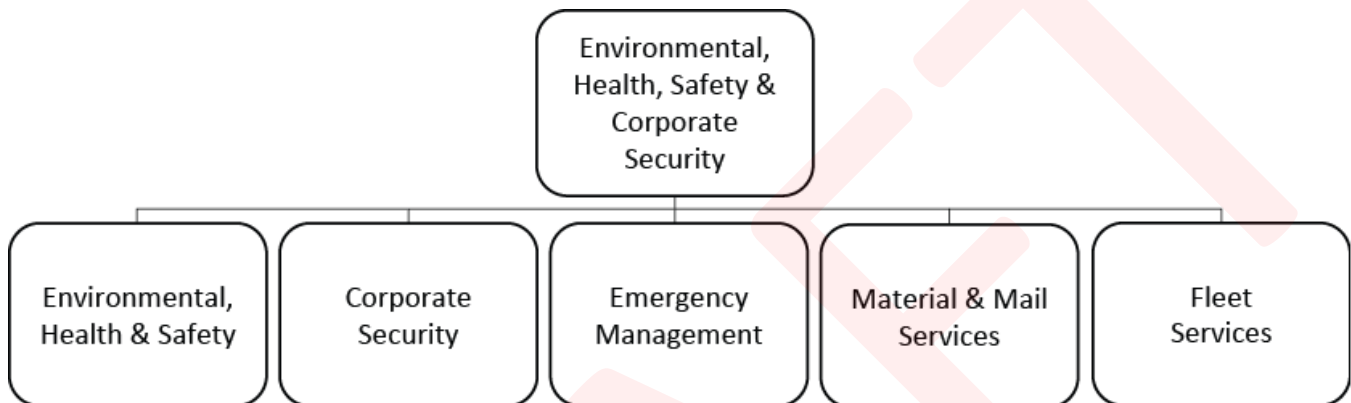 Environmental,
Health, Safety &
Corporate
Security
Environmental,
Health & Safety
Corporate
Security
Emergency
Management
Material & Mail
Services
Fleet
Services